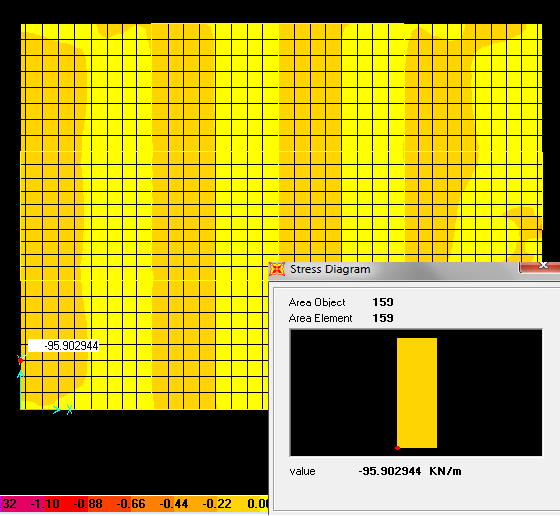 Stress Diagram
Area Object 159
Area Element 159
-95.902944
X
value -95.902944 KN/m
.32 -1.10 -0.88 -0.66 -0.44 -0.22 0.00